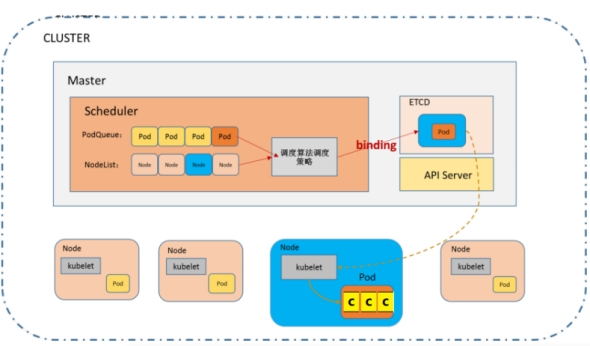 CLUSTER
Master
Scheduler
PodQueue:
Pod
Pod
Pod
Pod
NodeList:
Node
Node
Node
Node
调度算法调度
策略
binding
ETCD
Pod
API Server
Node
kubelet
Pod
Node
kubelet
Pod
Node
kubelet
Pod
C C C
Node
kubelet
Pod